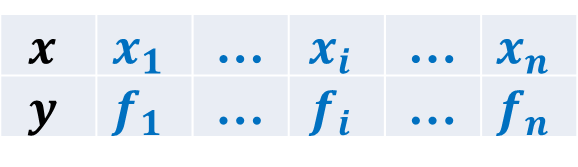 x x₁ ... xᵢ ... xₙ
y f₁ ... fᵢ ... fₙ